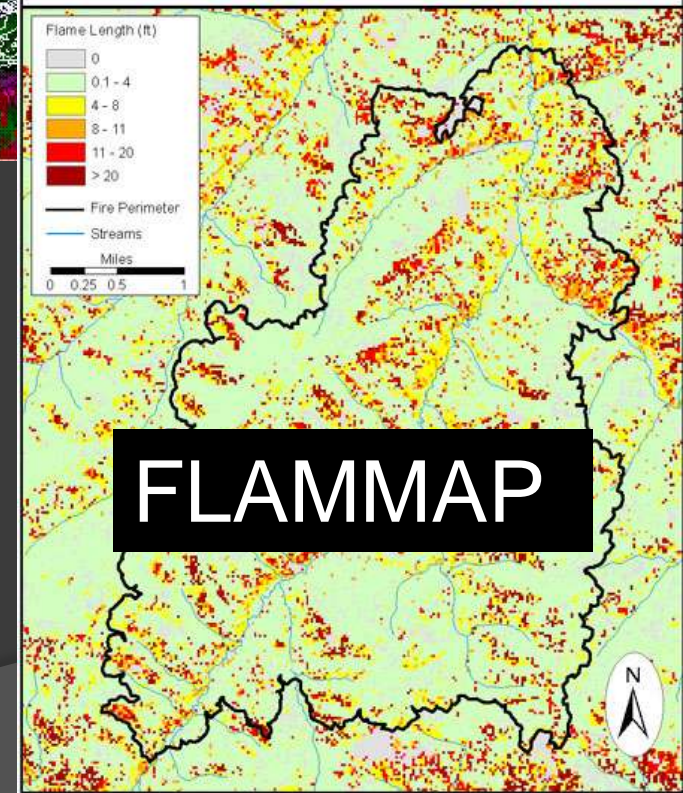 Flame Length (ft)
0
0.1 - 4
4 - 8
8 - 11
11 - 20
> 20
Fire Perimeter
Streams
Miles
0 0.25 0.5 1
FLAMMAP
N